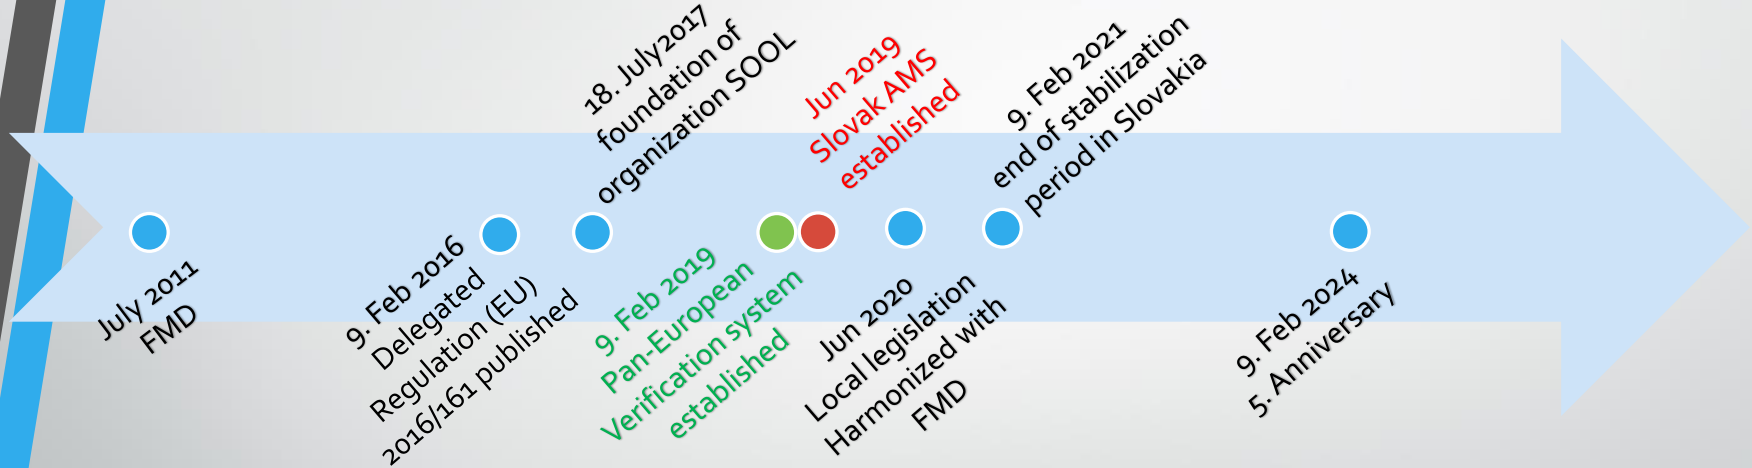 July 2011
FMD
9. Feb 2016
Delegated
Regulation (EU)
2016/161 published
18. July2017
foundation of
organization SOOL
9. Feb 2019
Pan-European
Verification system
established
Jun 2019
Slovak AMS
established
Jun 2020
Local legislation
Harmonized with
FMD
9. Feb 2021
end of stabilization
period in Slovakia
9. Feb 2024
5. Anniversary